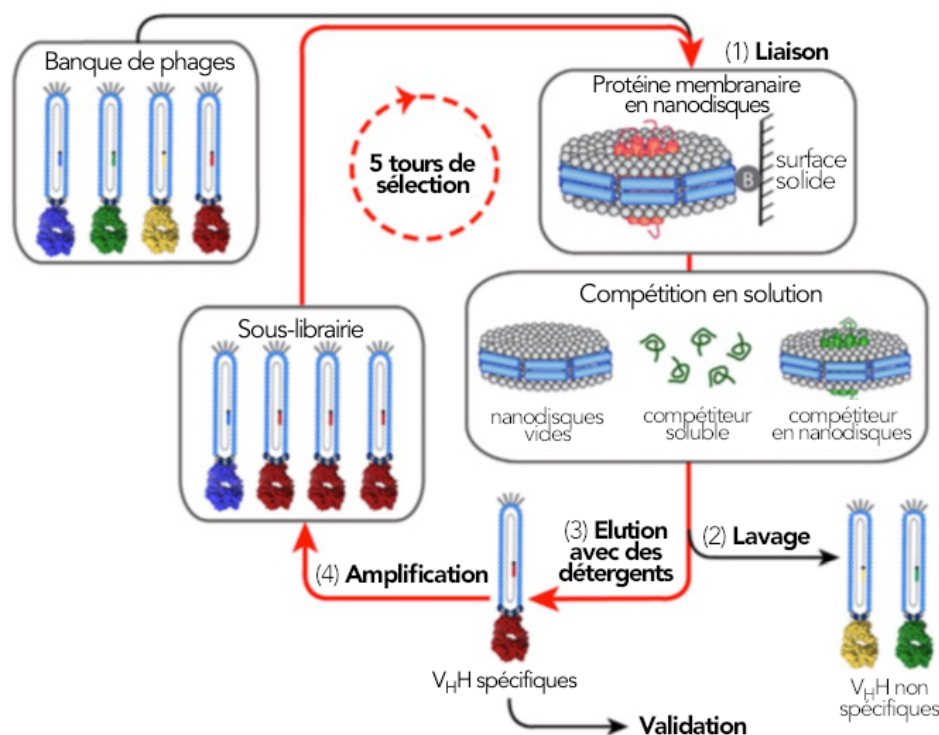 Banque de phages
(1) Liaison
Protéine membranaire
en nanodisques
B
surface
solide
5 tours de
sélection
Compétition en solution
nanodisques
vides
compétiteur
soluble
compétiteur
en nanodisques
Sous-librairie
(2) Lavage
(3) Elution
avec des
détergents
(4) Amplification
VHH spécifiques
VHH non
spécifiques
Validation